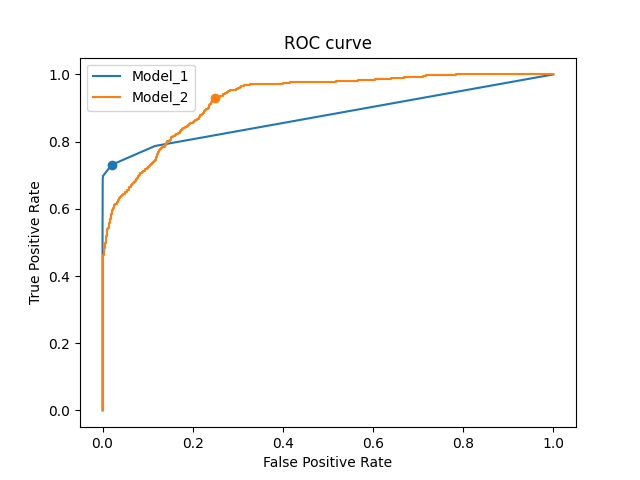 ROC curve
Model_1
Model_2
1.0
0.8
0.6
0.4
0.2
0.0
True Positive Rate
0.0 0.2 0.4 0.6 0.8 1.0
False Positive Rate